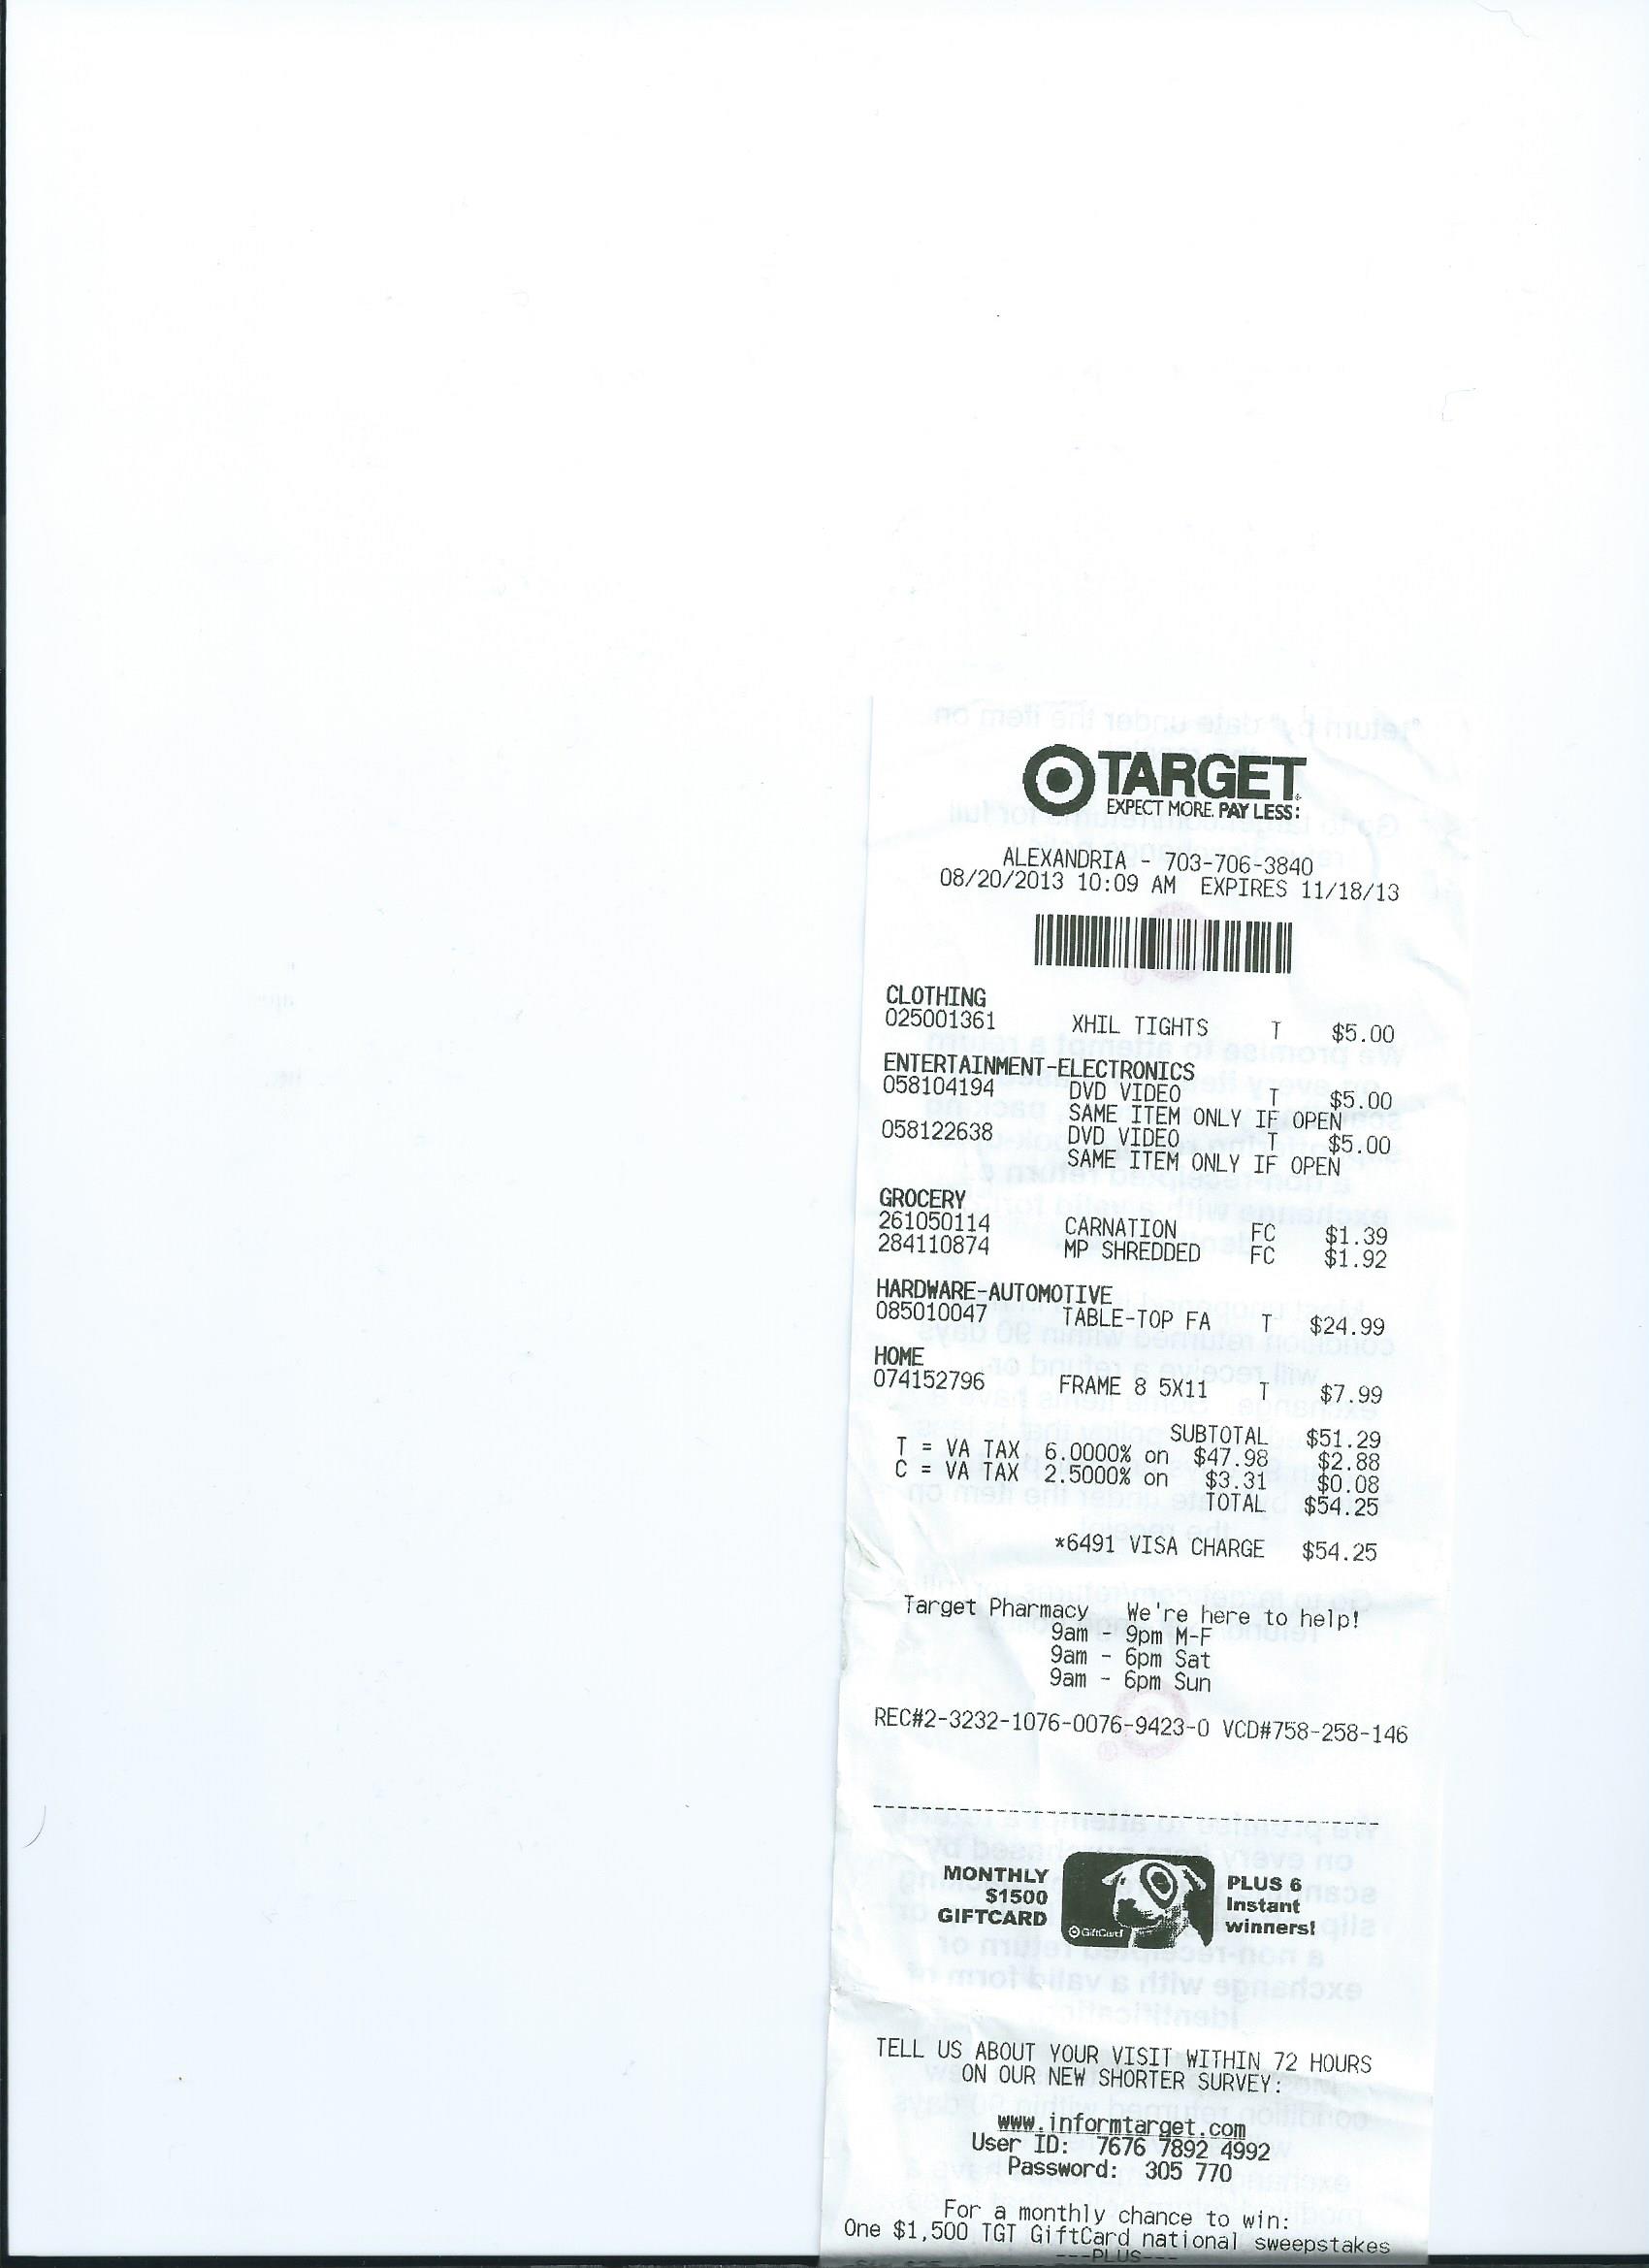 TARGET
EXPECT MORE. PAY LESS:
ALEXANDRIA - 703-706-3840
08/20/2013 10:09 AM EXPIRES 11/18/13
CLOTHING
025001361 XHIL TIGHTS T $5.00
ENTERTAINMENT-ELECTRONICS
058104194 DVD VIDEO T $5.00
SAME ITEM ONLY IF OPEN
058122638 DVD VIDEO T $5.00
SAME ITEM ONLY IF OPEN
GROCERY
261050114 CARNATION FC $1.39
284110874 MP SHREDDED FC $1.92
HARDWARE-AUTOMOTIVE
085010047 TABLE-TOP FA T $24.99
HOME
074152796 FRAME 8 5X11 T $7.99
SUBTOTAL $51.29
T = VA TAX 6.0000% on $47.98 $2.88
C = VA TAX 2.5000% on $3.31 $0.08
TOTAL $54.25
*6491 VISA CHARGE $54.25
Target Pharmacy We're here to help!
9am - 9pm M-F
9am - 6pm Sat
9am - 6pm Sun
REC#2-3232-1076-0076-9423-0 VCD#758-258-146
MONTHLY
$1500
GIFTCARD
GiftCard
PLUS 6
Instant
winners!
TELL US ABOUT YOUR VISIT WITHIN 72 HOURS
ON OUR NEW SHORTER SURVEY:
www.informtarget.com
User ID: 7676 7892 4992
Password: 305 770
For a monthly chance to win:
One $1,500 TGT GiftCard national sweepstakes
---PLUS---